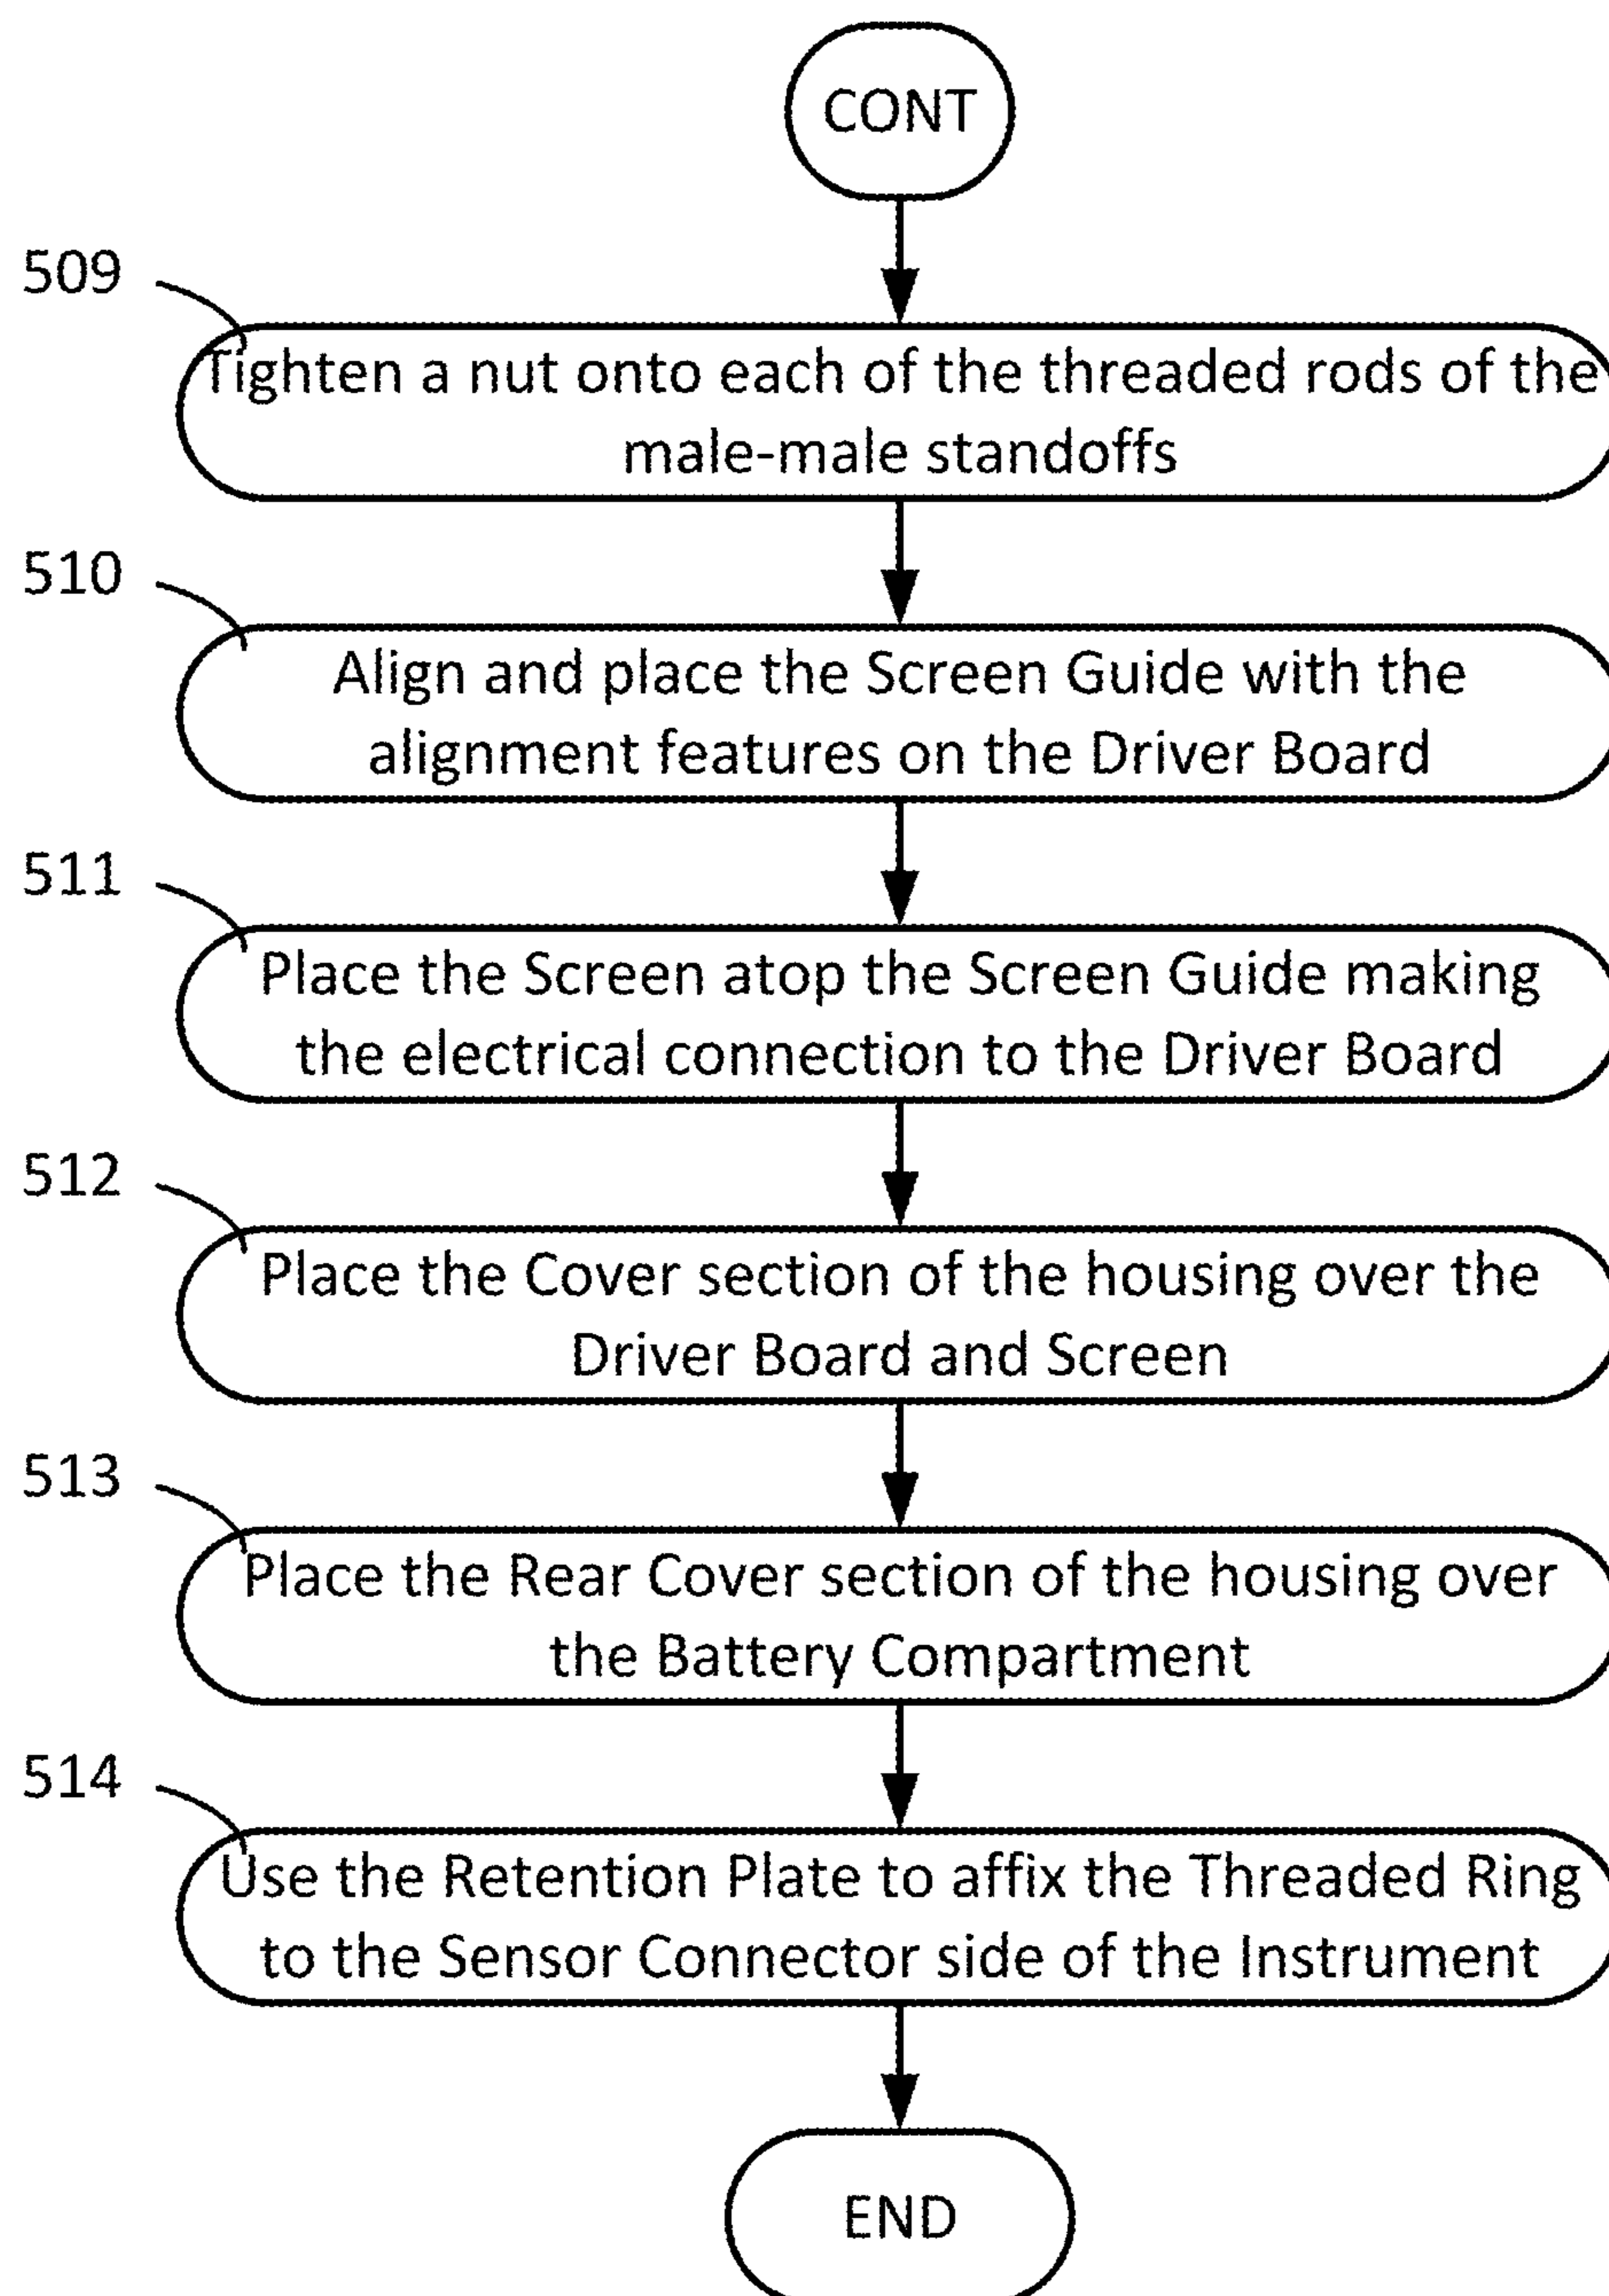 CONT
509
Tighten a nut onto each of the threaded rods of the
male-male standoffs
510
Align and place the Screen Guide with the
alignment features on the Driver Board
511
Place the Screen atop the Screen Guide making
the electrical connection to the Driver Board
512
Place the Cover section of the housing over the
Driver Board and Screen
513
Place the Rear Cover section of the housing over
the Battery Compartment
514
Use the Retention Plate to affix the Threaded Ring
to the Sensor Connector side of the Instrument
END